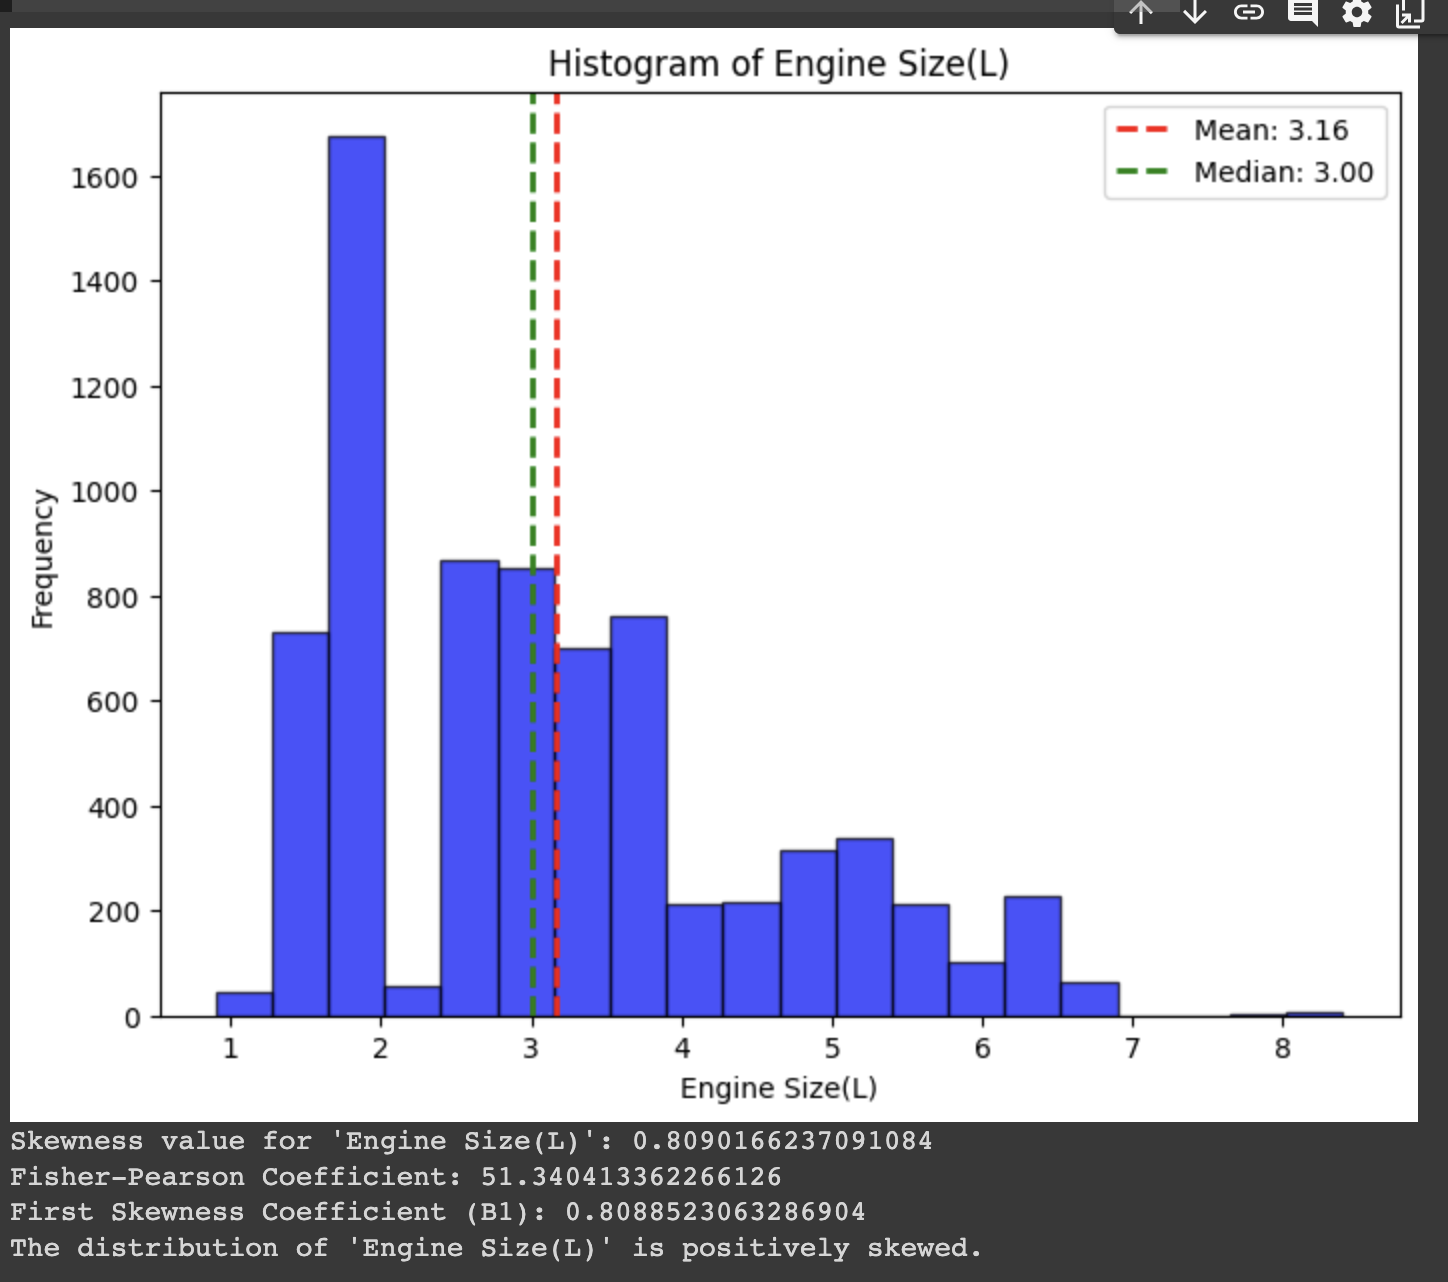 Histogram of Engine Size(L)
Mean: 3.16
Median: 3.00
1600
1400
1200
1000
800
600
400
200
0
Frequency
1 2 3 4 5 6 7 8
Engine Size(L)
Skewness value for 'Engine Size(L)': 0.8090166237091084
Fisher-Pearson Coefficient: 51.340413362266126
First Skewness Coefficient (B1): 0.8088523063286904
The distribution of 'Engine Size(L)' is positively skewed.